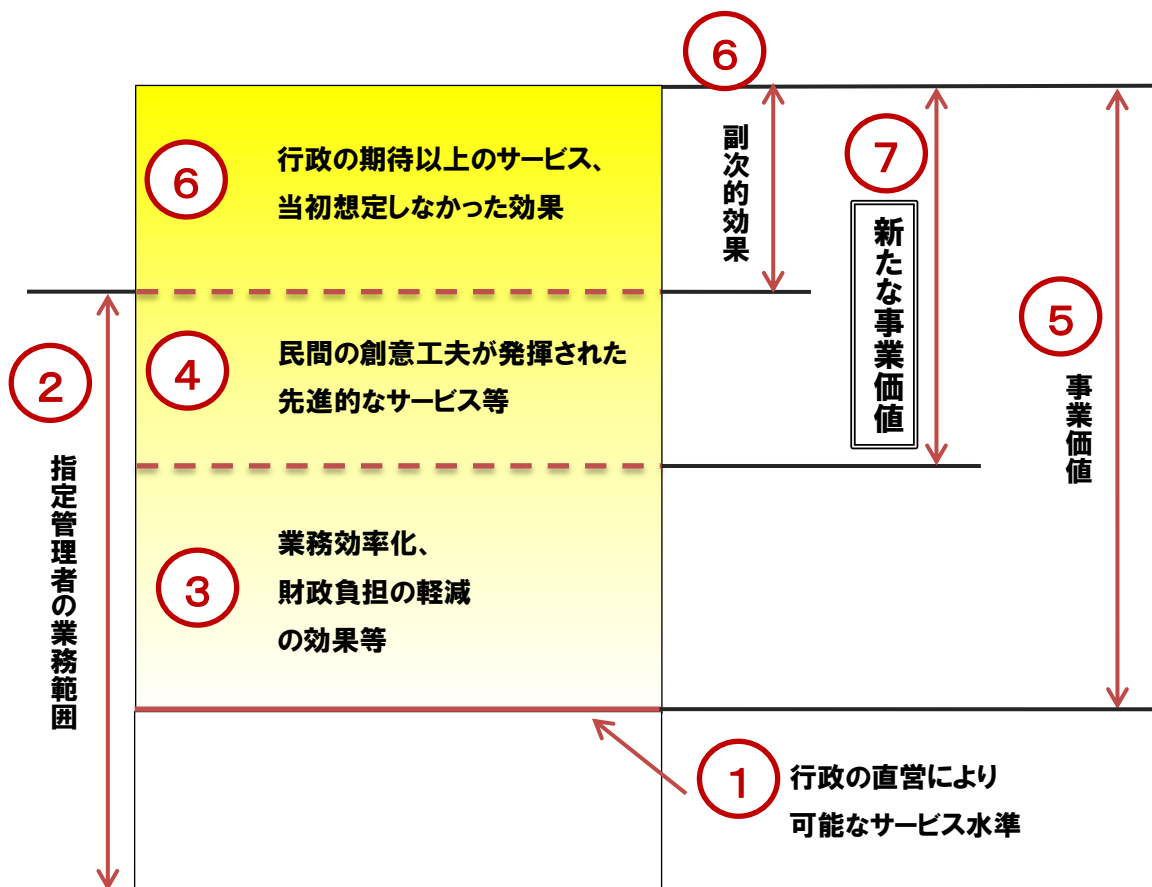 ⑥
副次的効果
⑦
新たな事業価値
⑤
事業価値
⑥
行政の期待以上のサービス、
当初想定しなかった効果
②
指定管理者の業務範囲
④
民間の創意工夫が発揮された
先進的なサービス等
③
業務効率化、
財政負担の軽減
の効果等
①
行政の直営により
可能なサービス水準